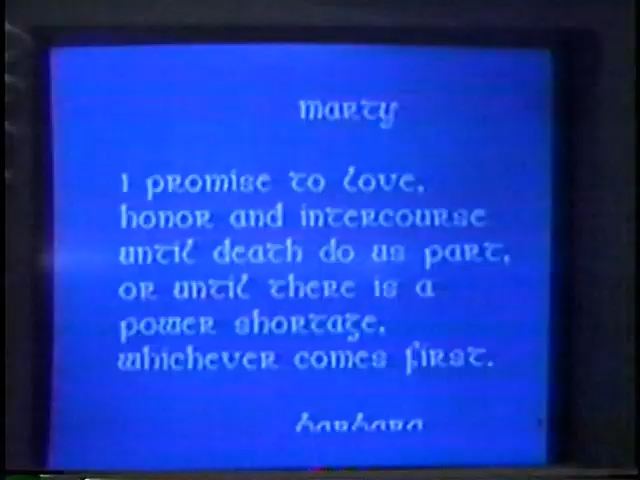 marty
I promise to love,
honor and intercourse
until death do us part,
or until there is a
power shortage,
whichever comes first.
barbara